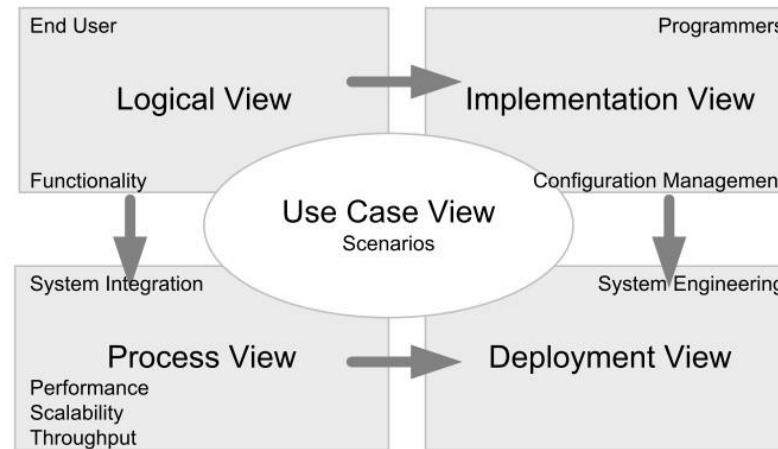 End User
Programmers
Logical View
Implementation View
Functionality
Configuration Management
Use Case View
Scenarios
System Integration
System Engineering
Process View
Deployment View
Performance
Scalability
Throughput